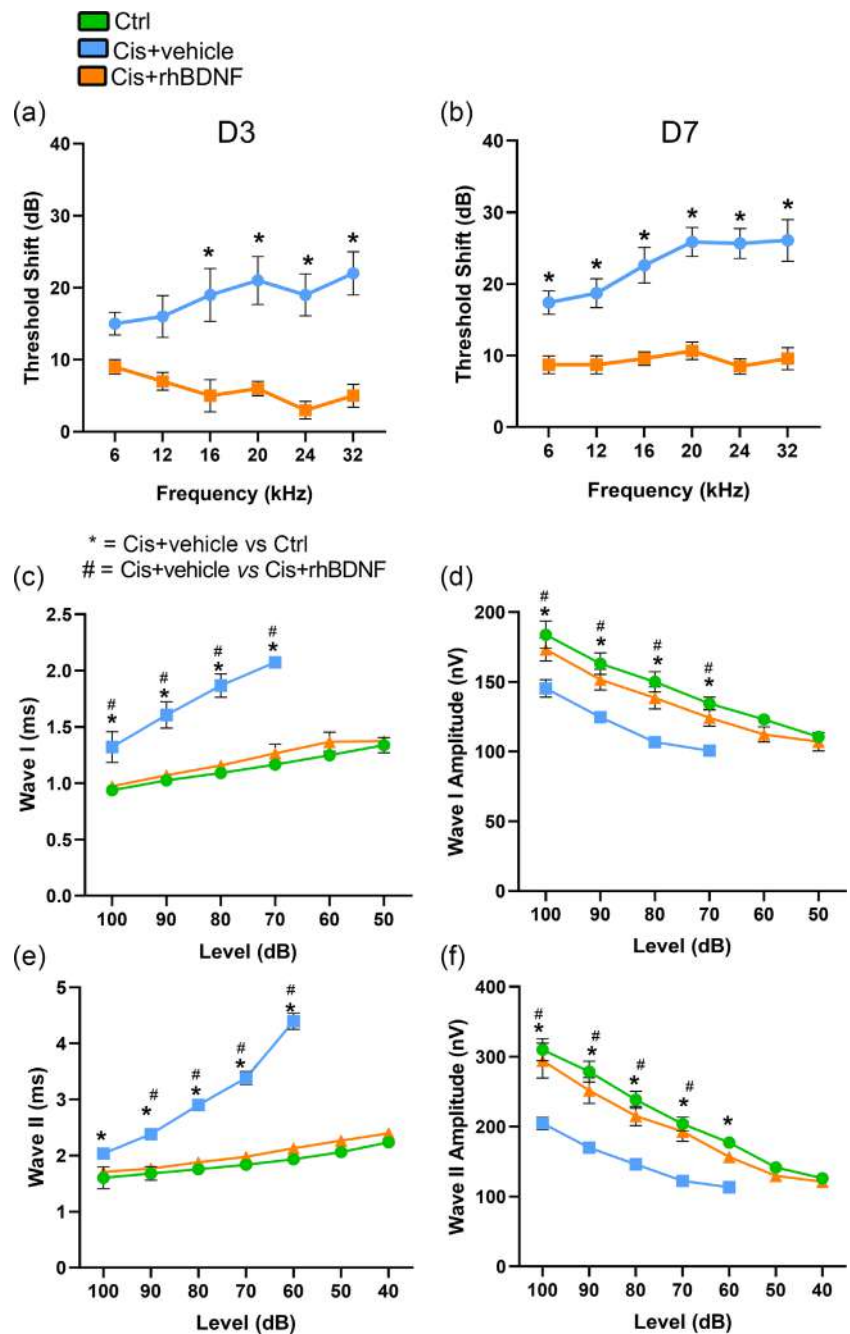 Ctrl
Cis+vehicle
Cis+rhBDNF
(a)
D3
Threshold Shift (dB)
40
30
20
10
0
* * * *
6 12 16 20 24 32
Frequency (kHz)
(b)
D7
Threshold Shift (dB)
40
30
20
10
0
* * * * * *
6 12 16 20 24 32
Frequency (kHz)
* = Cis+vehicle vs Ctrl
# = Cis+vehicle vs Cis+rhBDNF
(c)
Wave I (ms)
2.5
2.0
1.5
1.0
0.5
0.0
# # # #
* * * *
100 90 80 70 60 50
Level (dB)
(d)
Wave I Amplitude (nV)
200
150
100
50
0
# # # #
* * * *
100 90 80 70 60 50
Level (dB)
(e)
Wave II (ms)
5
4
3
2
1
0
# # # #
* * * * *
100 90 80 70 60 50 40
Level (dB)
(f)
Wave II Amplitude (nV)
400
300
200
100
0
# # # #
* * * * *
100 90 80 70 60 50 40
Level (dB)